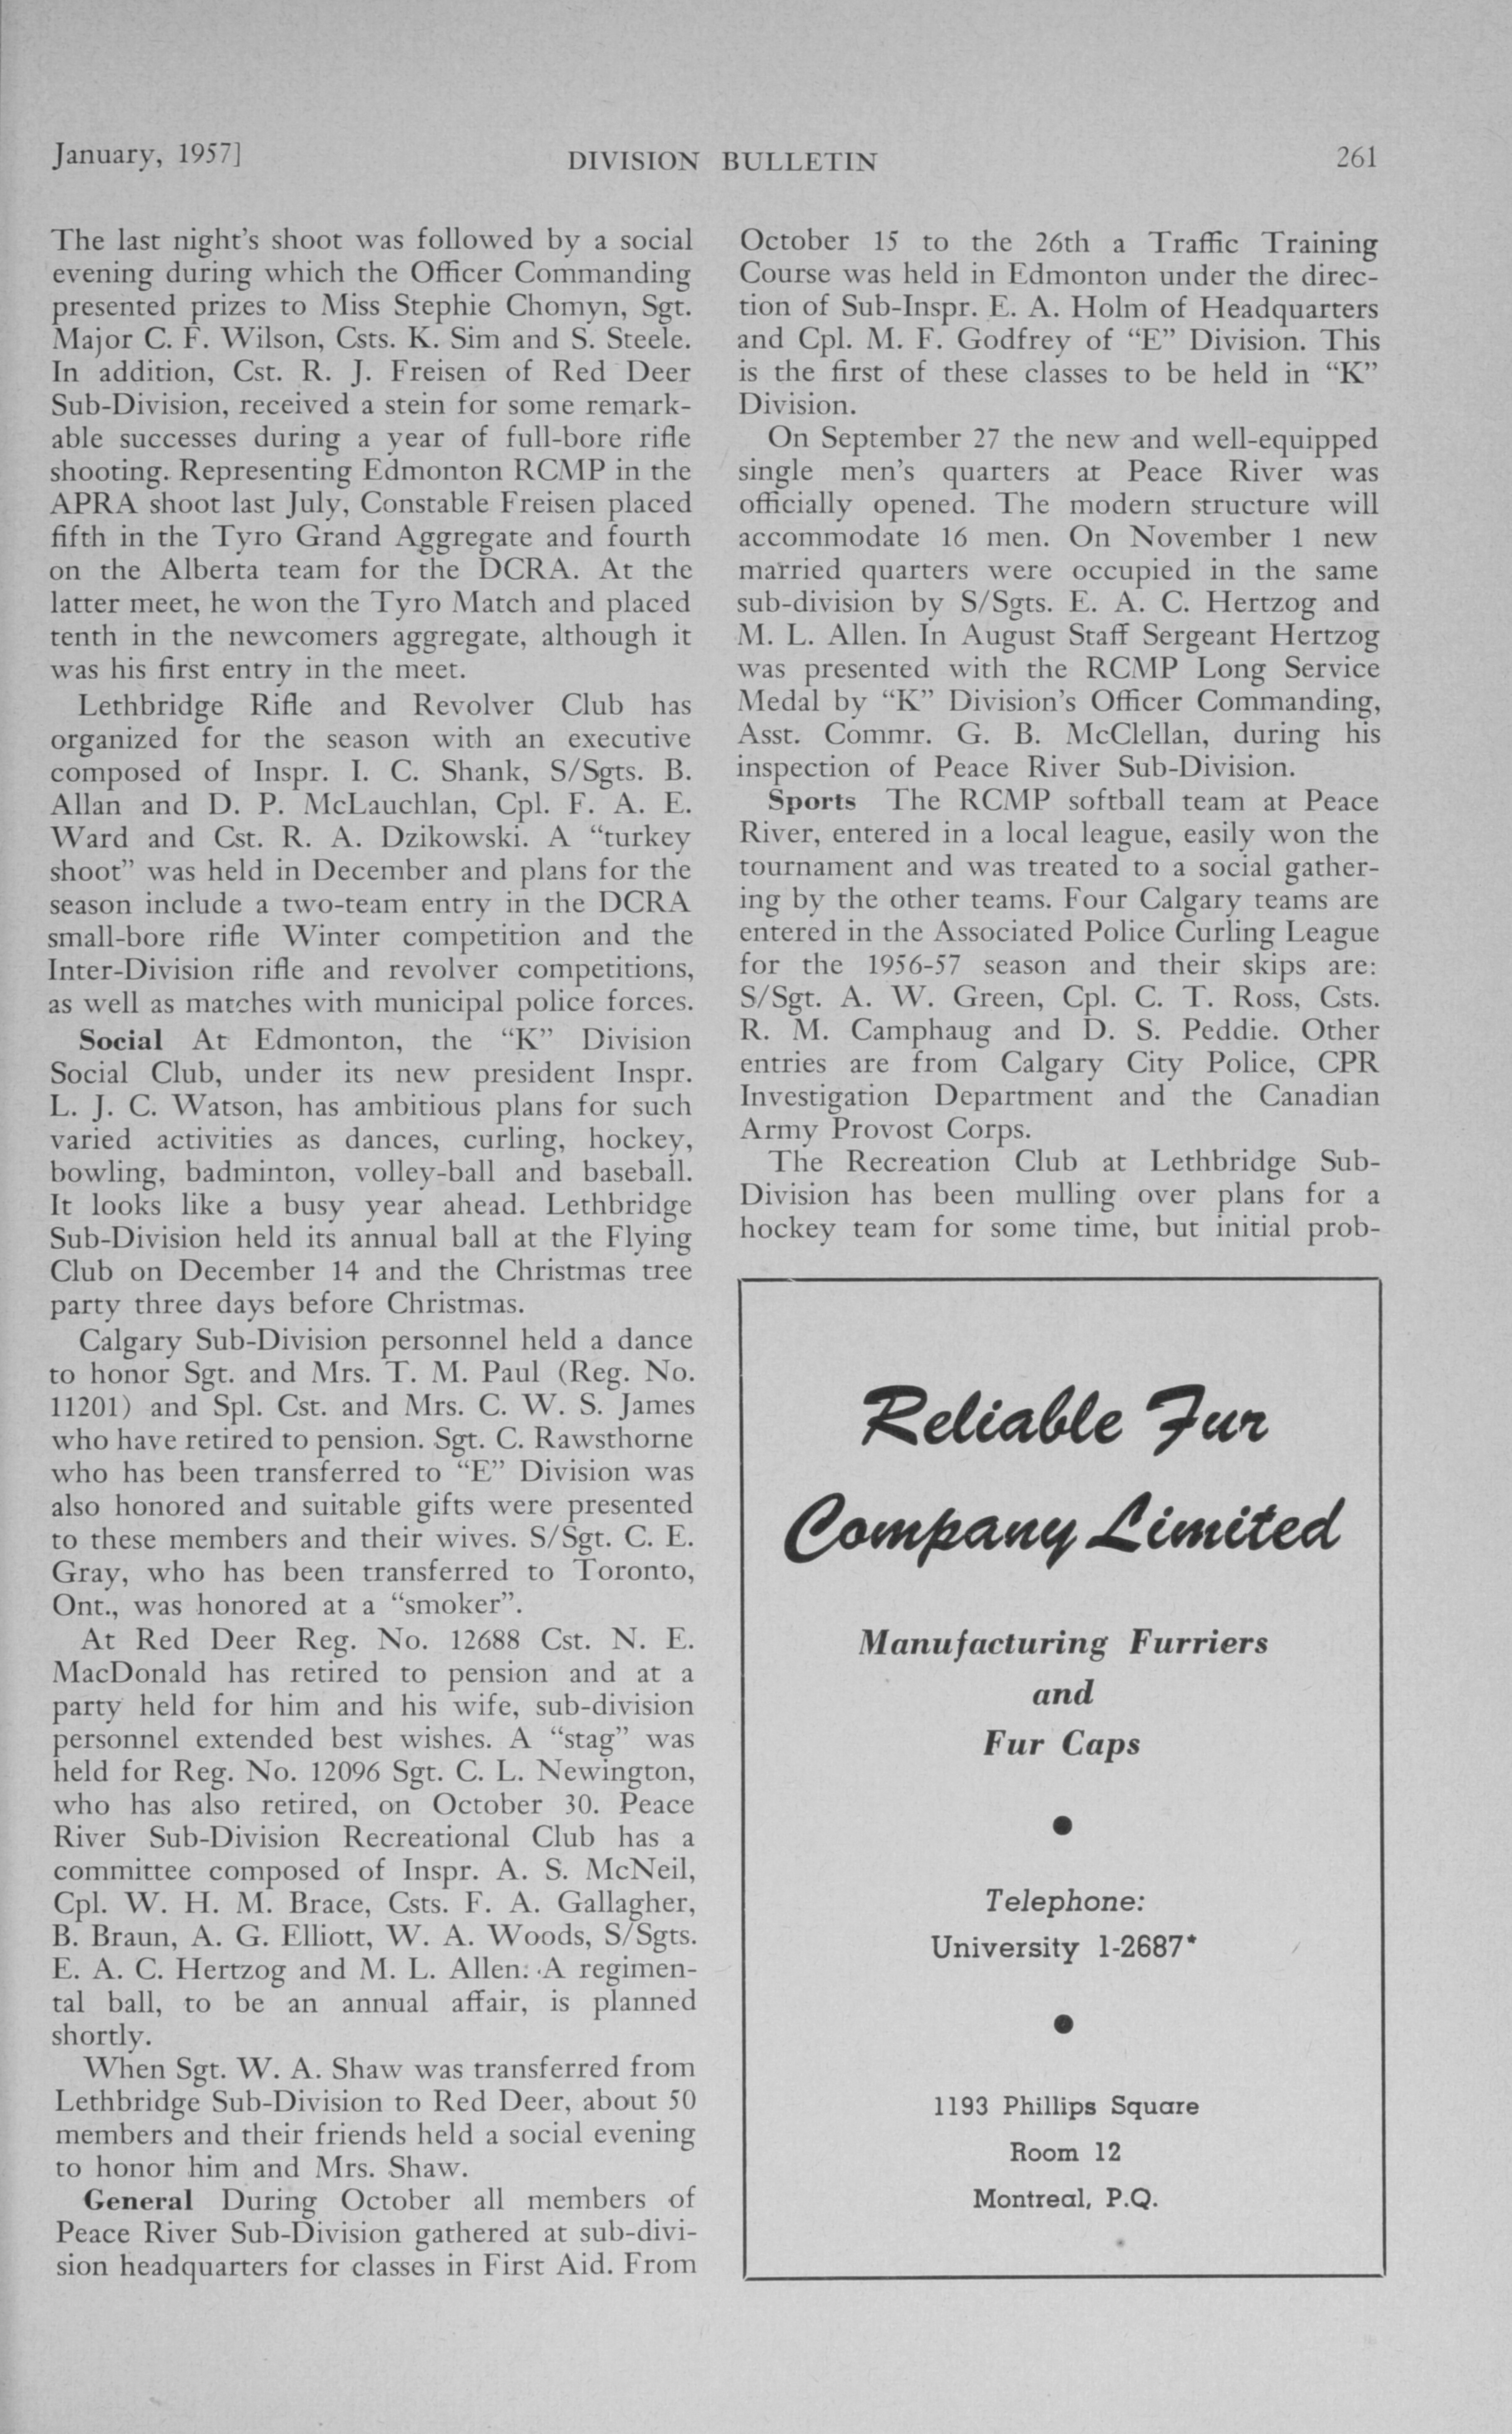 January, 1957]
DIVISION BULLETIN
261
The last night's shoot was followed by a social
evening during which the Officer Commanding
presented prizes to Miss Stephie Chomyn, Sgt.
Major C. F. Wilson, Csts. K. Sim and S. Steele.
In addition, Cst. R. J. Freisen of Red Deer
Sub-Division, received a stein for some remark-
able successes during a year of full-bore rifle
shooting. Representing Edmonton RCMP in the
APRA shoot last July, Constable Freisen placed
fifth in the Tyro Grand Aggregate and fourth
on the Alberta team for the DCRA. At the
latter meet, he won the Tyro Match and placed
tenth in the newcomers aggregate, although it
was his first entry in the meet.
Lethbridge Rifle and Revolver Club has
organized for the season with an executive
composed of Inspr. I. C. Shank, S/Sgts. B.
Allan and D. P. McLauchlan, Cpl. F. A. E.
Ward and Cst. R. A. Dzikowski. A “turkey
shoot” was held in December and plans for the
season include a two-team entry in the DCRA
small-bore rifle Winter competition and the
Inter-Division rifle and revolver competitions,
as well as matches with municipal police forces.
Social At Edmonton, the “K” Division
Social Club, under its new president Inspr.
L. J. C. Watson, has ambitious plans for such
varied activities as dances, curling, hockey,
bowling, badminton, volley-ball and baseball.
It looks like a busy year ahead. Lethbridge
Sub-Division held its annual ball at the Flying
Club on December 14 and the Christmas tree
party three days before Christmas.
Calgary Sub-Division personnel held a dance
to honor Sgt. and Mrs. T. M. Paul (Reg. No.
11201) and Spl. Cst. and Mrs. C. W. S. James
who have retired to pension. Sgt. C. Rawsthorne
who has been transferred to “E” Division was
also honored and suitable gifts were presented
to these members and their wives. S/Sgt. C. E.
Gray, who has been transferred to Toronto,
Ont., was honored at a “smoker”.
At Red Deer Reg. No. 12688 Cst. N. E.
MacDonald has retired to pension and at a
party held for him and his wife, sub-division
personnel extended best wishes. A “stag” was
held for Reg. No. 12096 Sgt. C. L. Newington,
who has also retired, on October 30. Peace
River Sub-Division Recreational Club has a
committee composed of Inspr. A. S. McNeil,
Cpl. W. H. M. Brace, Csts. F. A. Gallagher,
B. Braun, A. G. Elliott, W. A. Woods, S/Sgts.
E. A. C. Hertzog and M. L. Allen. A regimen-
tal ball, to be an annual affair, is planned
shortly.
When Sgt. W. A. Shaw was transferred from
Lethbridge Sub-Division to Red Deer, about 50
members and their friends held a social evening
to honor him and Mrs. Shaw.
General During October all members of
Peace River Sub-Division gathered at sub-divi-
sion headquarters for classes in First Aid. From
October 15 to the 26th a Traffic Training
Course was held in Edmonton under the direc-
tion of Sub-Inspr. E. A. Holm of Headquarters
and Cpl. M. F. Godfrey of “E” Division. This
is the first of these classes to be held in “K”
Division.
On September 27 the new and well-equipped
single men's quarters at Peace River was
officially opened. The modern structure will
accommodate 16 men. On November 1 new
married quarters were occupied in the same
sub-division by S/Sgts. E. A. C. Hertzog and
M. L. Allen. In August Staff Sergeant Hertzog
was presented with the RCMP Long Service
Medal by “K” Division's Officer Commanding,
Asst. Commr. G. B. McClellan, during his
inspection of Peace River Sub-Division.
Sports The RCMP softball team at Peace
River, entered in a local league, easily won the
tournament and was treated to a social gather-
ing by the other teams. Four Calgary teams are
entered in the Associated Police Curling League
for the 1956-57 season and their skips are:
S/Sgt. A. W. Green, Cpl. C. T. Ross, Csts.
R. M. Camphaug and D. S. Peddie. Other
entries are from Calgary City Police, CPR
Investigation Department and the Canadian
Army Provost Corps.
The Recreation Club at Lethbridge Sub-
Division has been mulling over plans for a
hockey team for some time, but initial prob-
Reliable Fur
Company Limited
Manufacturing Furriers
and
Fur Caps
Telephone:
University 1-2687*
1193 Phillips Square
Room 12
Montreal, P.Q.